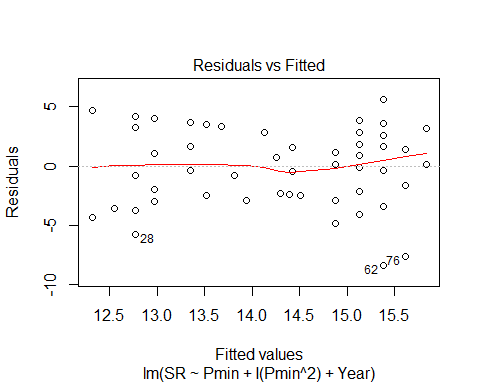 Residuals vs Fitted
Residuals
5
0
-5
-10
28
62
76
12.5 13.0 13.5 14.0 14.5 15.0 15.5
Fitted values
lm(SR ~ Pmin + I(Pmin^2) + Year)